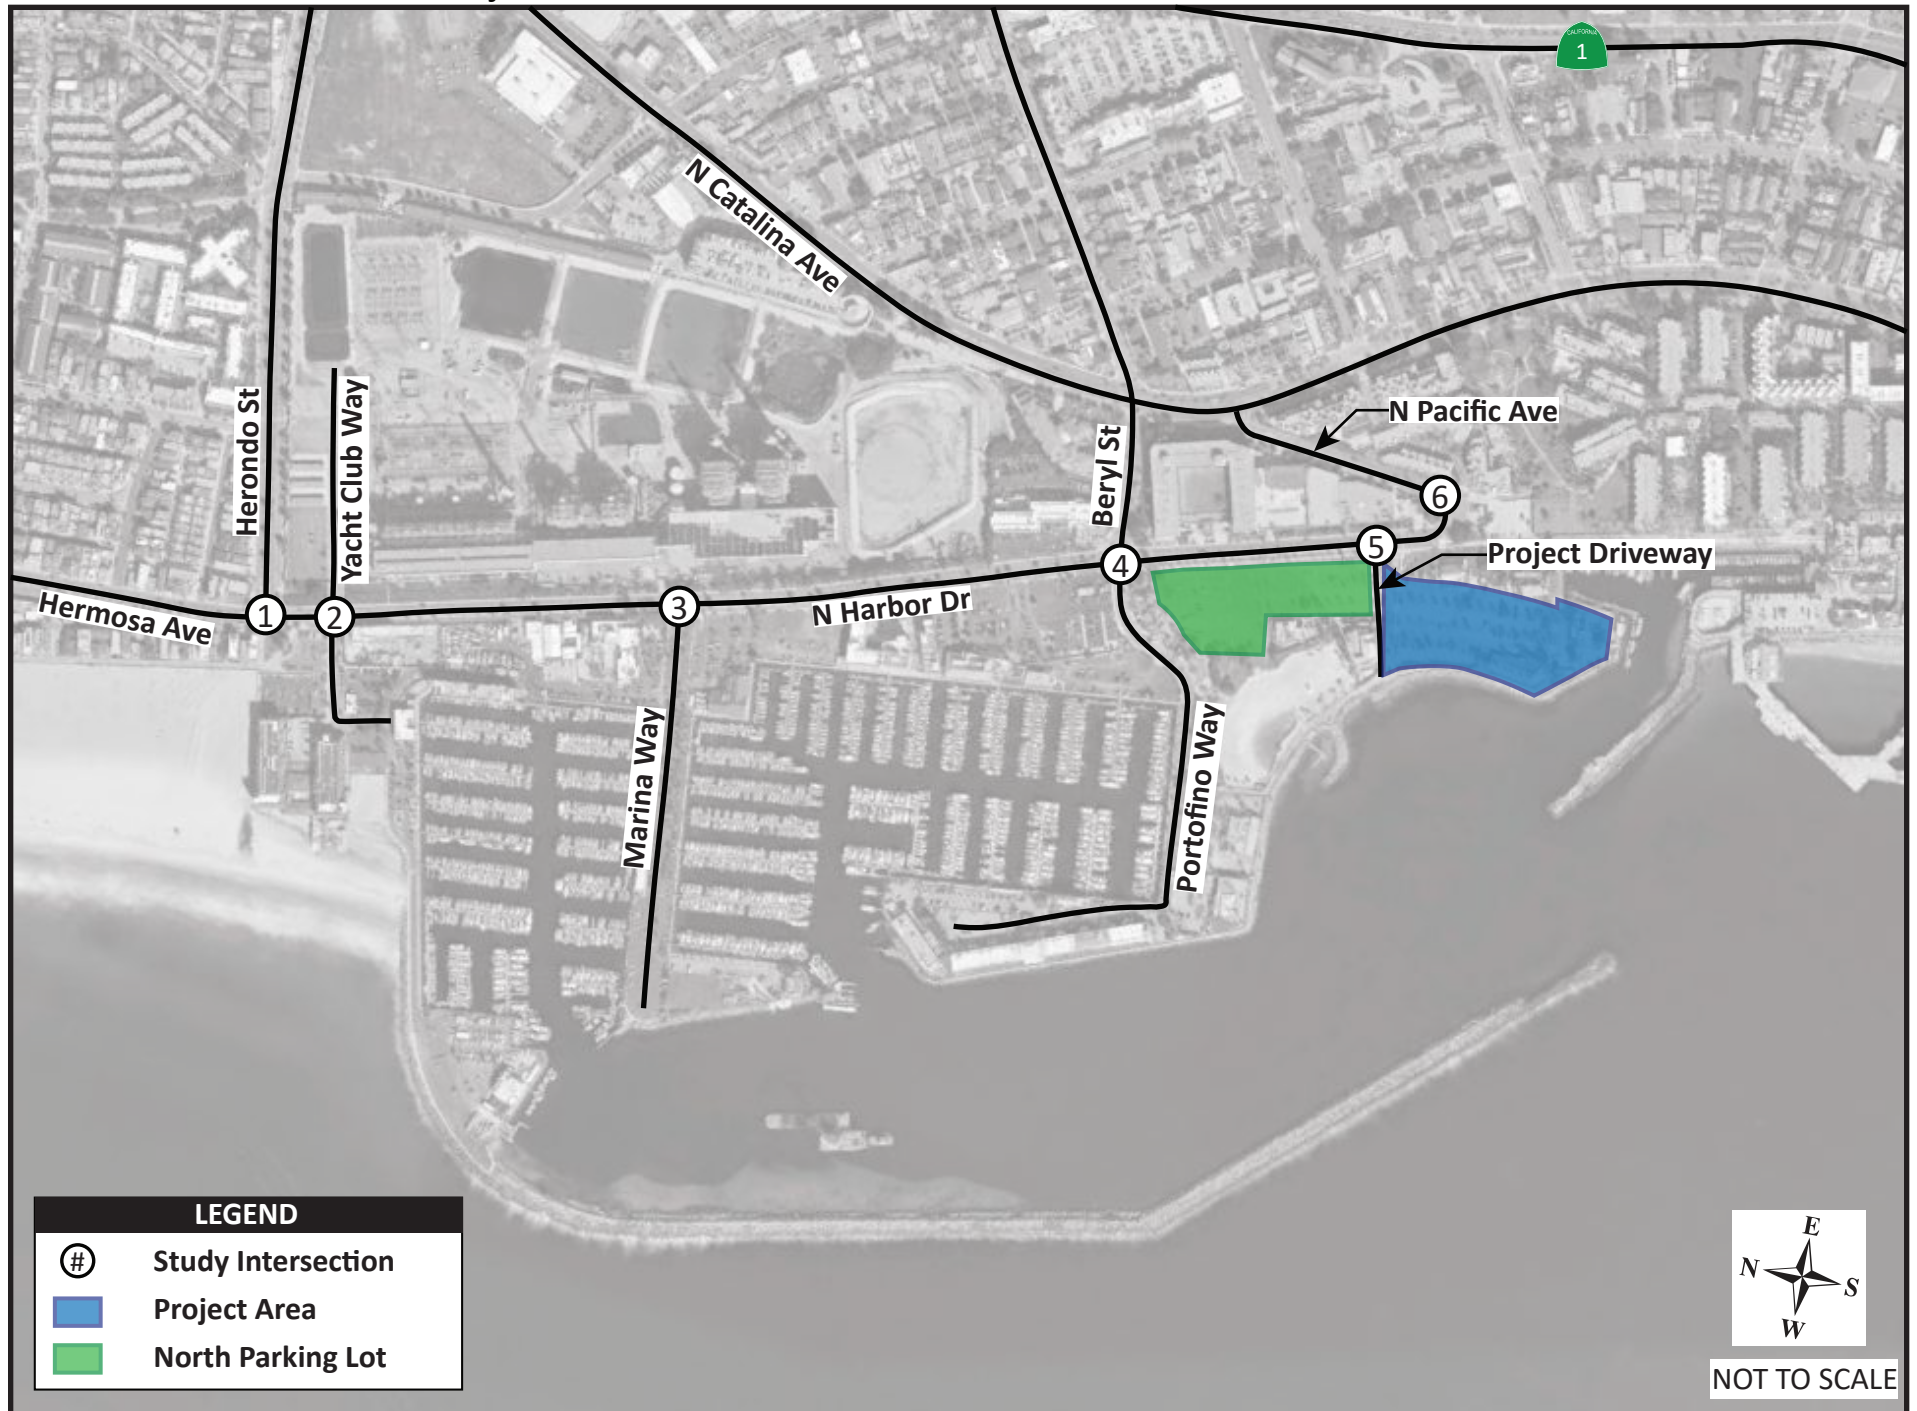 CALIFORNIA
1
N Catalina Ave
Herondo St
Yacht Club Way
Beryl St
N Pacific Ave
6
5
Project Driveway
4
Hermosa Ave
1
2
3
N Harbor Dr
Marina Way
Portofino Way
LEGEND
# Study Intersection
Project Area
North Parking Lot
E
N
S
W
NOT TO SCALE